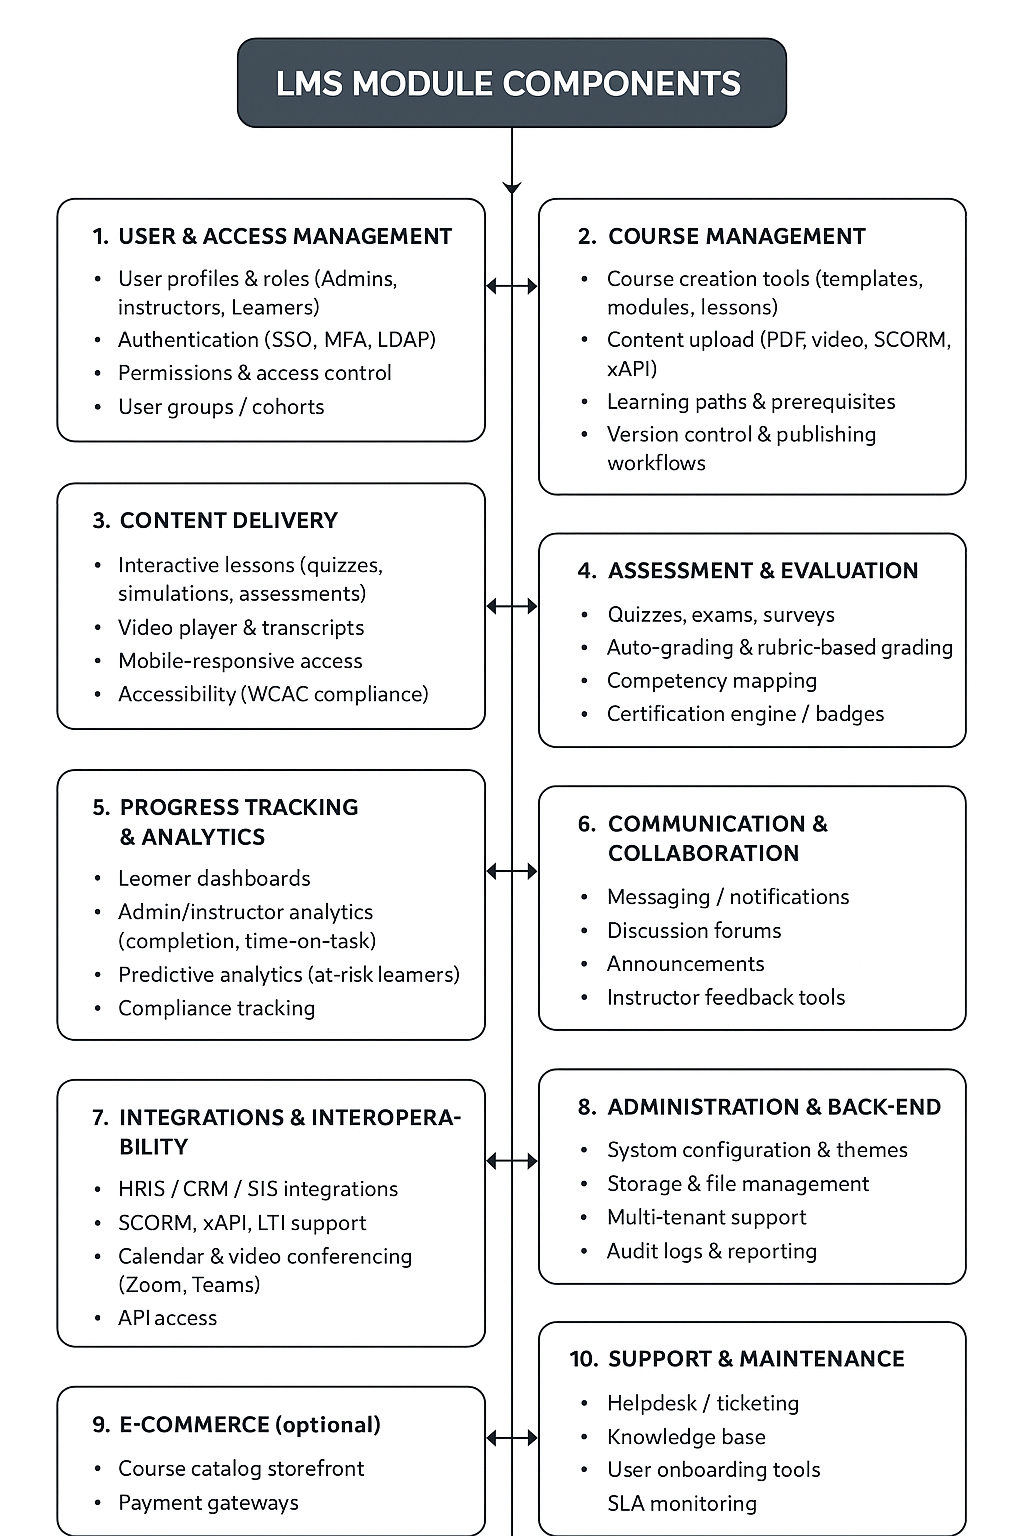 LMS MODULE COMPONENTS
1. USER & ACCESS MANAGEMENT
• User profiles & roles (Admins,
instructors, Leamers)
• Authentication (SSO, MFA, LDAP)
• Permissions & access control
• User groups / cohorts
2. COURSE MANAGEMENT
• Course creation tools (templates,
modules, lessons)
• Content upload (PDF, video, SCORM,
xAPI)
• Learning paths & prerequisites
• Version control & publishing
workflows
3. CONTENT DELIVERY
• Interactive lessons (quizzes,
simulations, assessments)
• Video player & transcripts
• Mobile-responsive access
• Accessibility (WCAC compliance)
4. ASSESSMENT & EVALUATION
• Quizzes, exams, surveys
• Auto-grading & rubric-based grading
• Competency mapping
• Certification engine / badges
5. PROGRESS TRACKING
& ANALYTICS
• Leomer dashboards
• Admin/instructor analytics
(completion, time-on-task)
• Predictive analytics (at-risk leamers)
• Compliance tracking
6. COMMUNICATION &
COLLABORATION
• Messaging / notifications
• Discussion forums
• Announcements
• Instructor feedback tools
7. INTEGRATIONS & INTEROPERA-
BILITY
• HRIS / CRM / SIS integrations
• SCORM, xAPI, LTI support
• Calendar & video conferencing
(Zoom, Teams)
• API access
8. ADMINISTRATION & BACK-END
• System configuration & themes
• Storage & file management
• Multi-tenant support
• Audit logs & reporting
9. E-COMMERCE (optional)
• Course catalog storefront
• Payment gateways
10. SUPPORT & MAINTENANCE
• Helpdesk / ticketing
• Knowledge base
• User onboarding tools
SLA monitoring